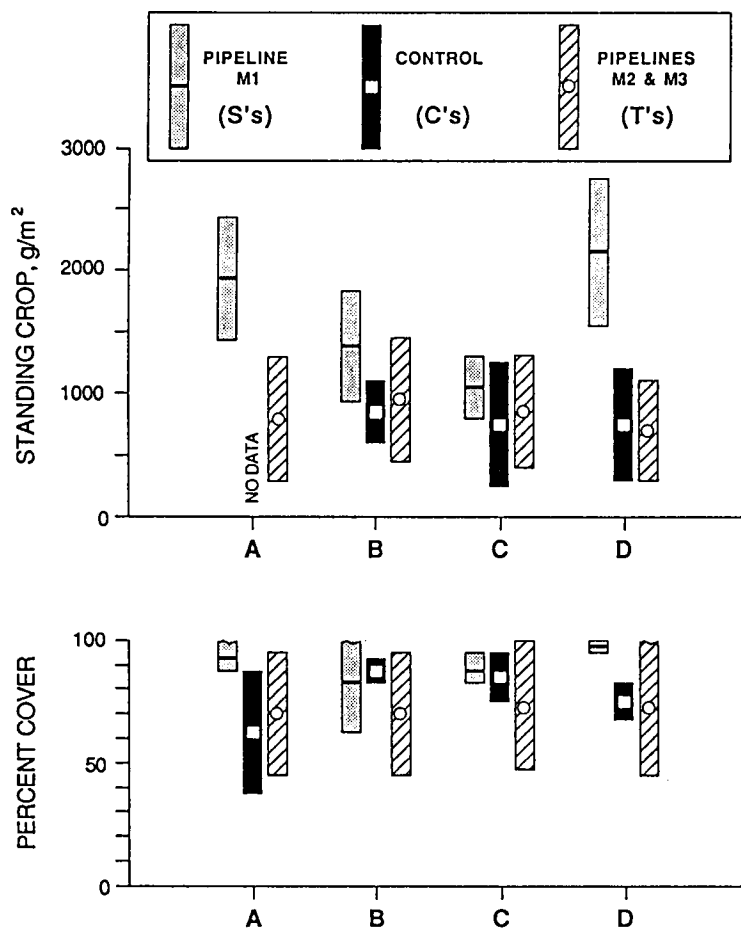 PIPELINE
M1
(S's)
CONTROL
(C's)
PIPELINES
M2 & M3
(T's)
STANDING CROP, g/m²
3000
2000
1000
0
NO DATA
A B C D
PERCENT COVER
100
50
0
A B C D